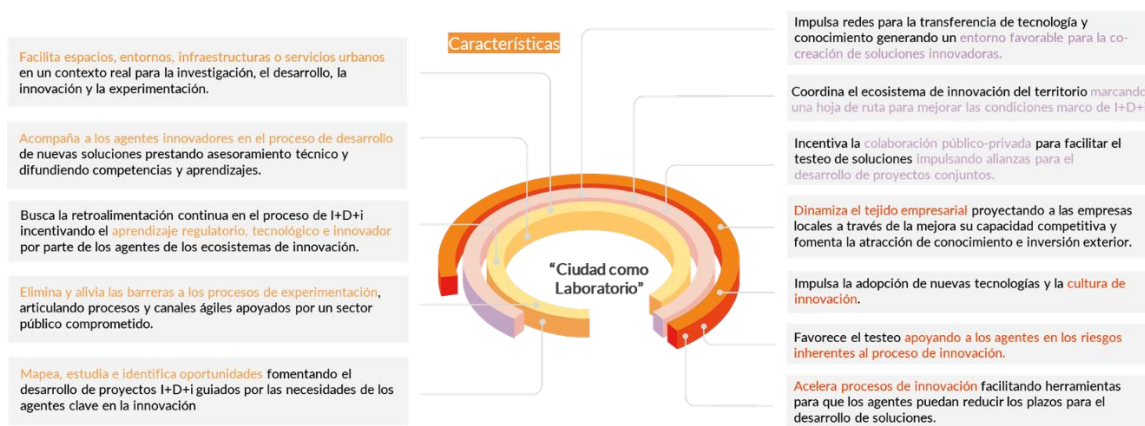 Características
Facilita espacios, entornos, infraestructuras o servicios urbanos
en un contexto real para la investigación, el desarrollo, la
innovación y la experimentación.
Acompaña a los agentes innovadores en el proceso de desarrollo
de nuevas soluciones prestando asesoramiento técnico y
difundiendo competencias y aprendizajes.
Busca la retroalimentación continua en el proceso de I+D+i
incentivando el aprendizaje regulatorio, tecnológico e innovador
por parte de los agentes de los ecosistemas de innovación.
Elimina y alivia las barreras a los procesos de experimentación,
articulando procesos y canales ágiles apoyados por un sector
público comprometido.
Mapea, estudia e identifica oportunidades fomentando el
desarrollo de proyectos I+D+i guiados por las necesidades de los
agentes clave en la innovación
"Ciudad como
Laboratorio"
Impulsa redes para la transferencia de tecnología y
conocimiento generando un entorno favorable para la co-
creación de soluciones innovadoras.
Coordina el ecosistema de innovación del territorio marcando
una hoja de ruta para mejorar las condiciones marco de I+D+i
Incentiva la colaboración público-privada para facilitar el
testeo de soluciones impulsando alianzas para el
desarrollo de proyectos conjuntos.
Dinamiza el tejido empresarial proyectando a las empresas
locales a través de la mejora su capacidad competitiva y
fomenta la atracción de conocimiento e inversión exterior.
Impulsa la adopción de nuevas tecnologías y la cultura de
innovación.
Favorece el testeo apoyando a los agentes en los riesgos
inherentes al proceso de innovación.
Acelera procesos de innovación facilitando herramientas
para que los agentes puedan reducir los plazos para el
desarrollo de soluciones.